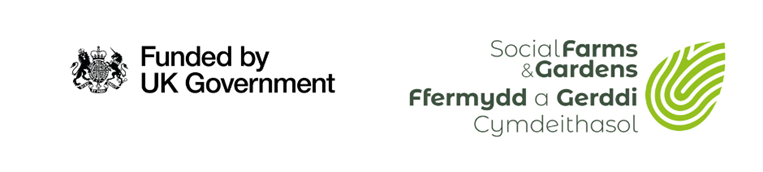 Funded by
UK Government
SocialFarms
&Gardens
Ffermydd a Gerddi
Cymdeithasol